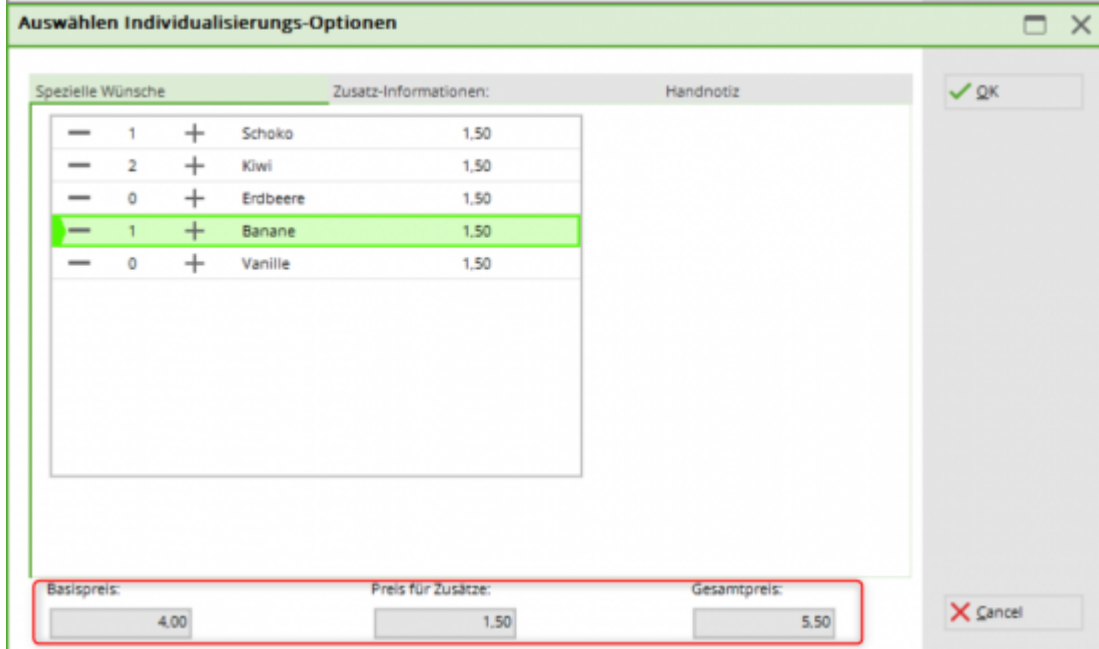 Auswählen Individualisierungs-Optionen
Spezielle Wünsche Zusatz-Informationen: Handnotiz
OK
1 Schoko 1,50
2 Kiwi 1,50
0 Erdbeere 1,50
1 Banane 1,50
0 Vanille 1,50
Basispreis: Preis für Zusätze: Gesamtpreis:
4,00 1,50 5,50
Cancel